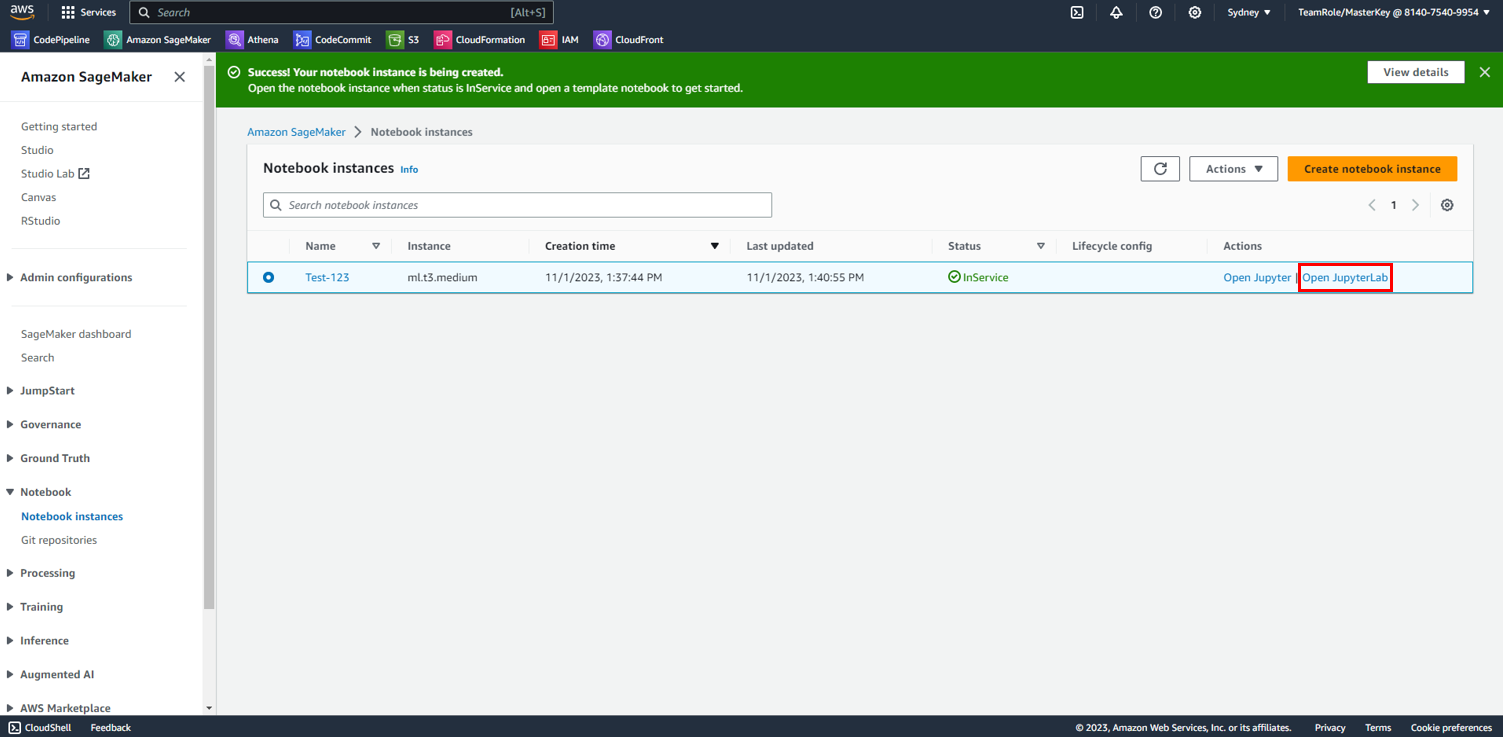 aws Services Search [Alt+S] Sydney ▼ TeamRole/MasterKey @ 8140-7540-9954 ▼
CodePipeline Amazon SageMaker Athena CodeCommit S3 CloudFormation IAM CloudFront
Amazon SageMaker
Getting started
Studio
Studio Lab
Canvas
RStudio
Admin configurations
SageMaker dashboard
Search
JumpStart
Governance
Ground Truth
Notebook
Notebook instances
Git repositories
Processing
Training
Inference
Augmented AI
AWS Marketplace
Success! Your notebook instance is being created.
Open the notebook instance when status is InService and open a template notebook to get started.
View details
Amazon SageMaker > Notebook instances
Notebook instances Info
Actions ▼ Create notebook instance
Search notebook instances
1
Name Instance Creation time Last updated Status Lifecycle config Actions
Test-123 ml.t3.medium 11/1/2023, 1:37:44 PM 11/1/2023, 1:40:55 PM InService Open Jupyter | Open JupyterLab
CloudShell Feedback © 2023, Amazon Web Services, Inc. or its affiliates. Privacy Terms Cookie preferences